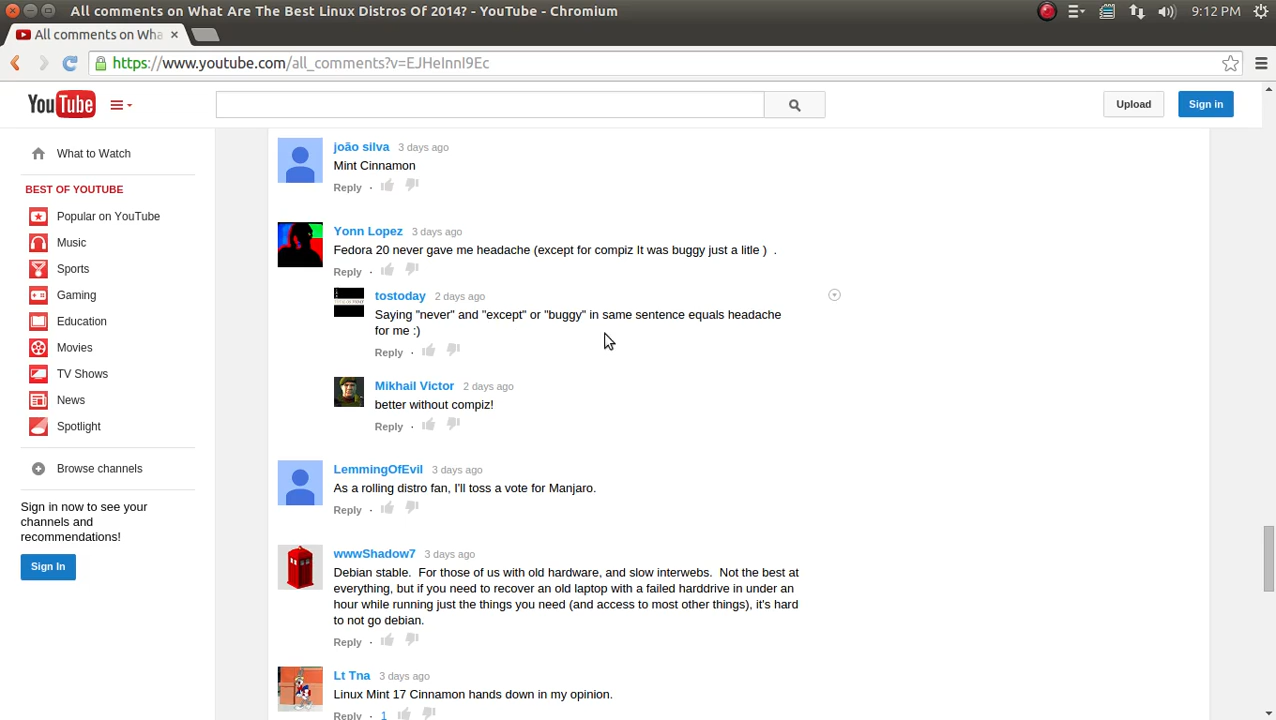 All comments on What Are The Best Linux Distros Of 2014? - YouTube - Chromium
9:12 PM
All comments on Wha
https://www.youtube.com/all_comments?v=EJHeInnI9Ec
YouTube
Upload
Sign in
What to Watch
BEST OF YOUTUBE
Popular on YouTube
Music
Sports
Gaming
Education
Movies
TV Shows
News
Spotlight
Browse channels
Sign in now to see your
channels and
recommendations!
Sign In
joão silva 3 days ago
Mint Cinnamon
Reply ·
Yonn Lopez 3 days ago
Fedora 20 never gave me headache (except for compiz It was buggy just a litle ) .
Reply ·
tostoday 2 days ago
Saying "never" and "except" or "buggy" in same sentence equals headache
for me :)
Reply ·
Mikhail Victor 2 days ago
better without compiz!
Reply ·
LemmingOfEvil 3 days ago
As a rolling distro fan, I'll toss a vote for Manjaro.
Reply ·
wwwShadow7 3 days ago
Debian stable. For those of us with old hardware, and slow interwebs. Not the best at
everything, but if you need to recover an old laptop with a failed harddrive in under an
hour while running just the things you need (and access to most other things), it's hard
to not go debian.
Reply ·
Lt Tna 3 days ago
Linux Mint 17 Cinnamon hands down in my opinion.
Reply · 1